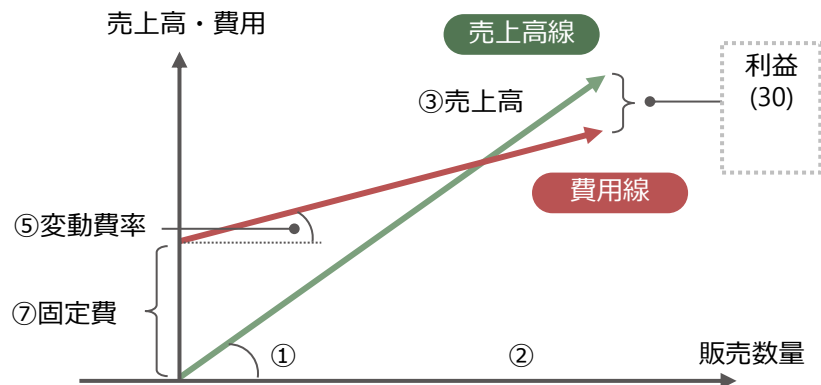 売上高・費用
売上高線
利益
(30)
③売上高
費用線
⑤変動費率
⑦固定費
①
②
販売数量